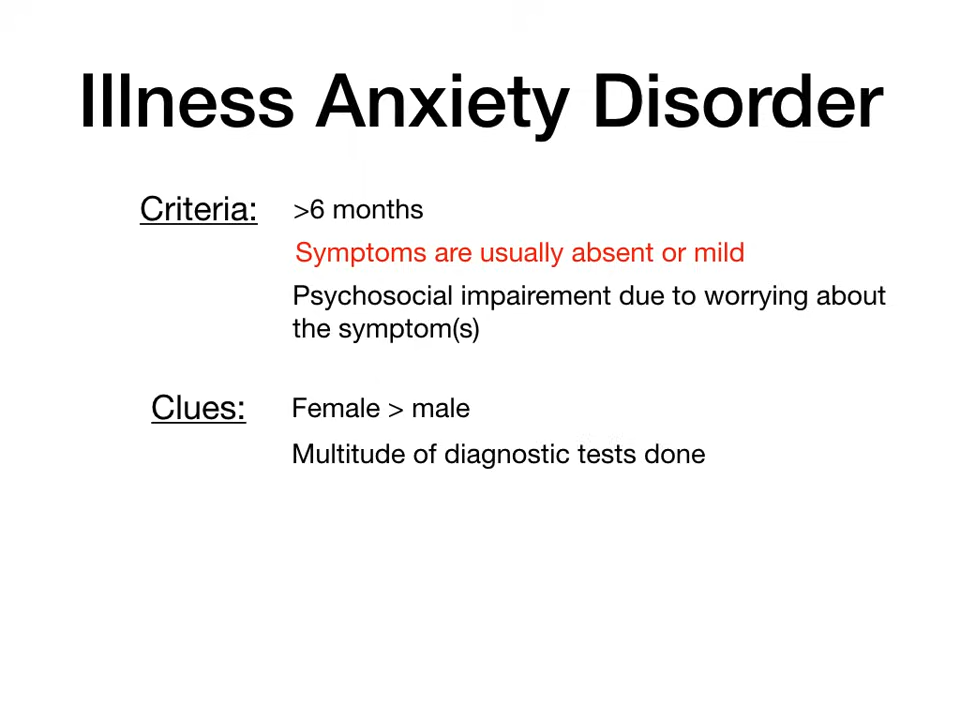 Illness Anxiety Disorder
Criteria: >6 months
Symptoms are usually absent or mild
Psychosocial impairement due to worrying about
the symptom(s)
Clues: Female > male
Multitude of diagnostic tests done